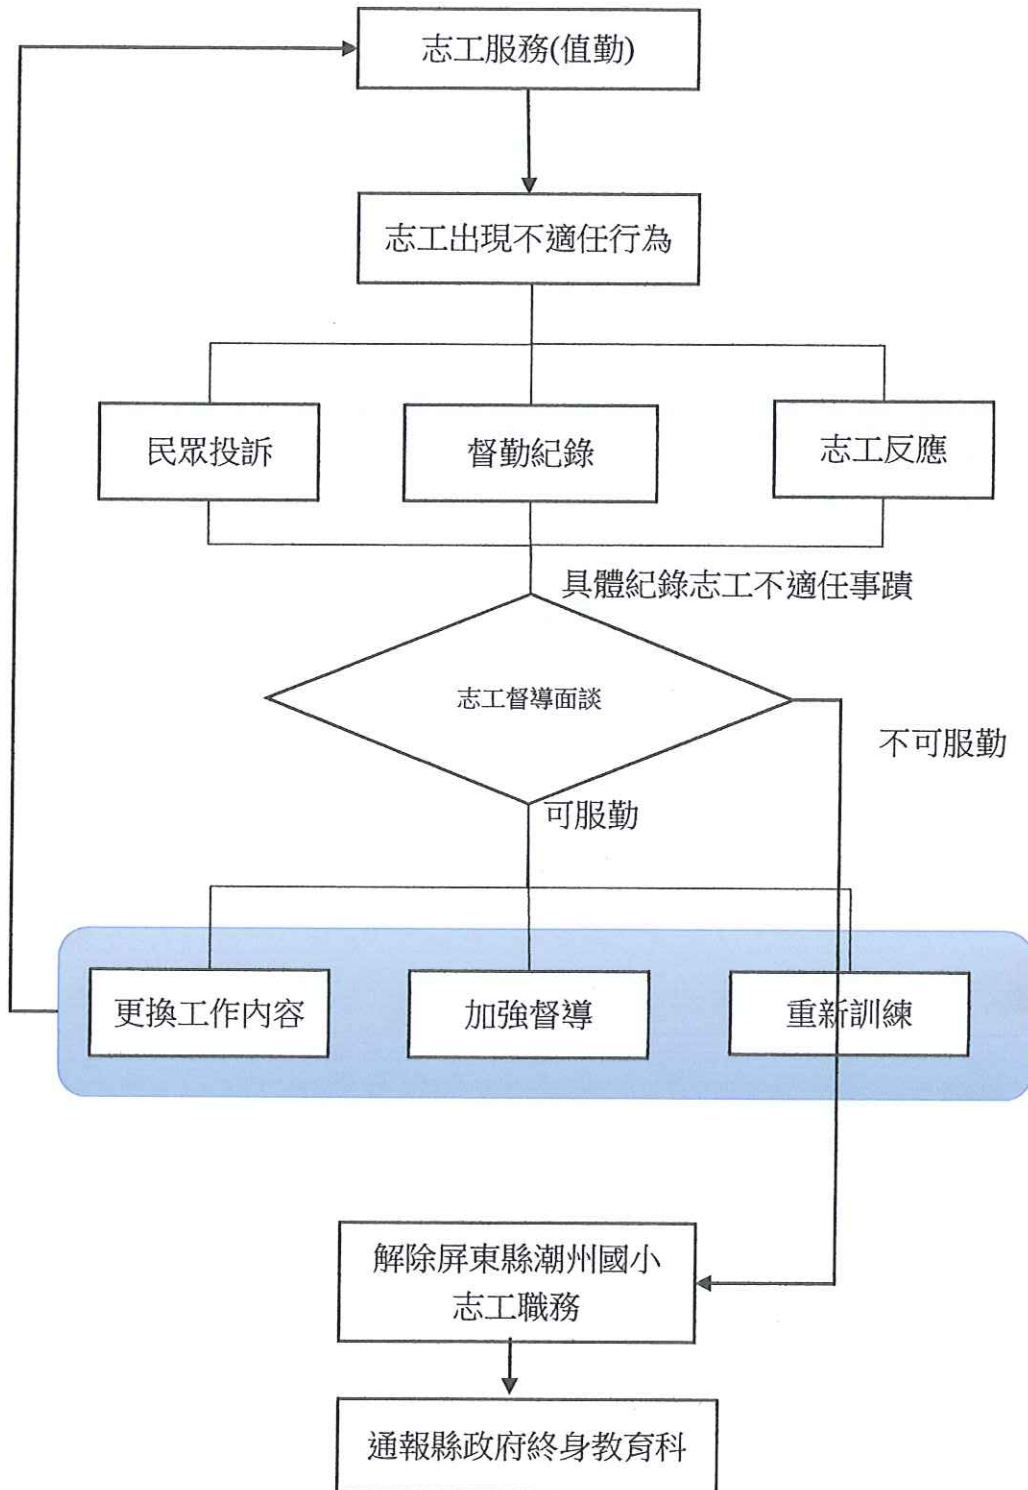 志工服務(值勤)
志工出現不適任行為
民眾投訴
督勤紀錄
志工反應
具體紀錄志工不適任事蹟
志工督導面談
不可服勤
可服勤
更換工作內容
加強督導
重新訓練
解除屏東縣潮州國小
志工職務
通報縣政府終身教育科